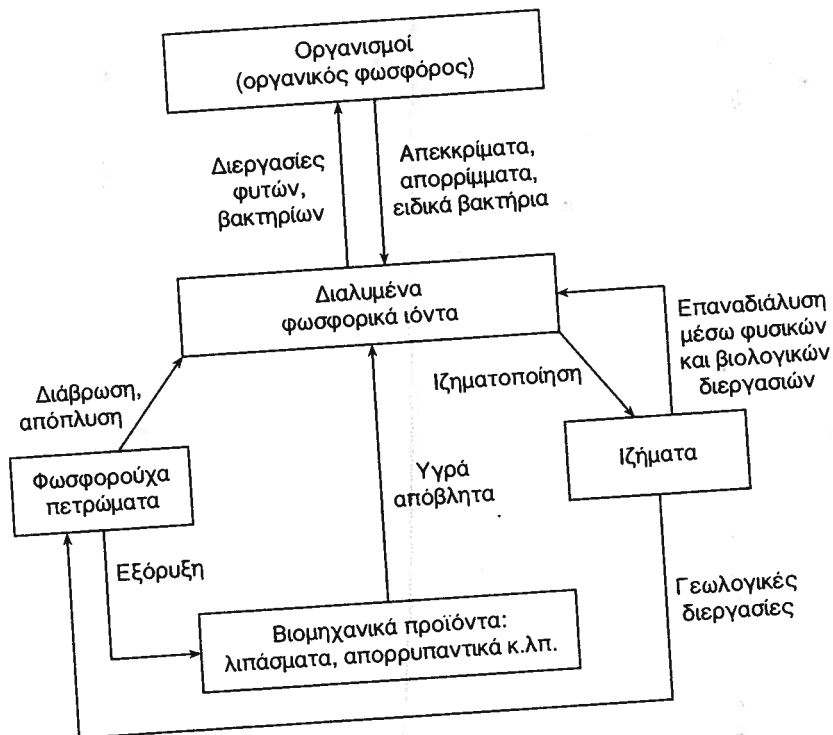 Οργανισμοί
(οργανικός φωσφόρος)
Διεργασίες
φυτών,
βακτηρίων
Απεκκρίματα,
απορρίμματα,
ειδικά βακτήρια
Διαλυμένα
φωσφορικά ιόντα
Επαναδιάλυση
μέσω φυσικών
και βιολογικών
διεργασιών
Διάβρωση,
απόπλυση
Ιζηματοποίηση
Φωσφορούχα
πετρώματα
Υγρά
απόβλητα
Ιζήματα
Εξόρυξη
Γεωλογικές
διεργασίες
Βιομηχανικά προϊόντα:
λιπάσματα, απορρυπαντικά κ.λπ.